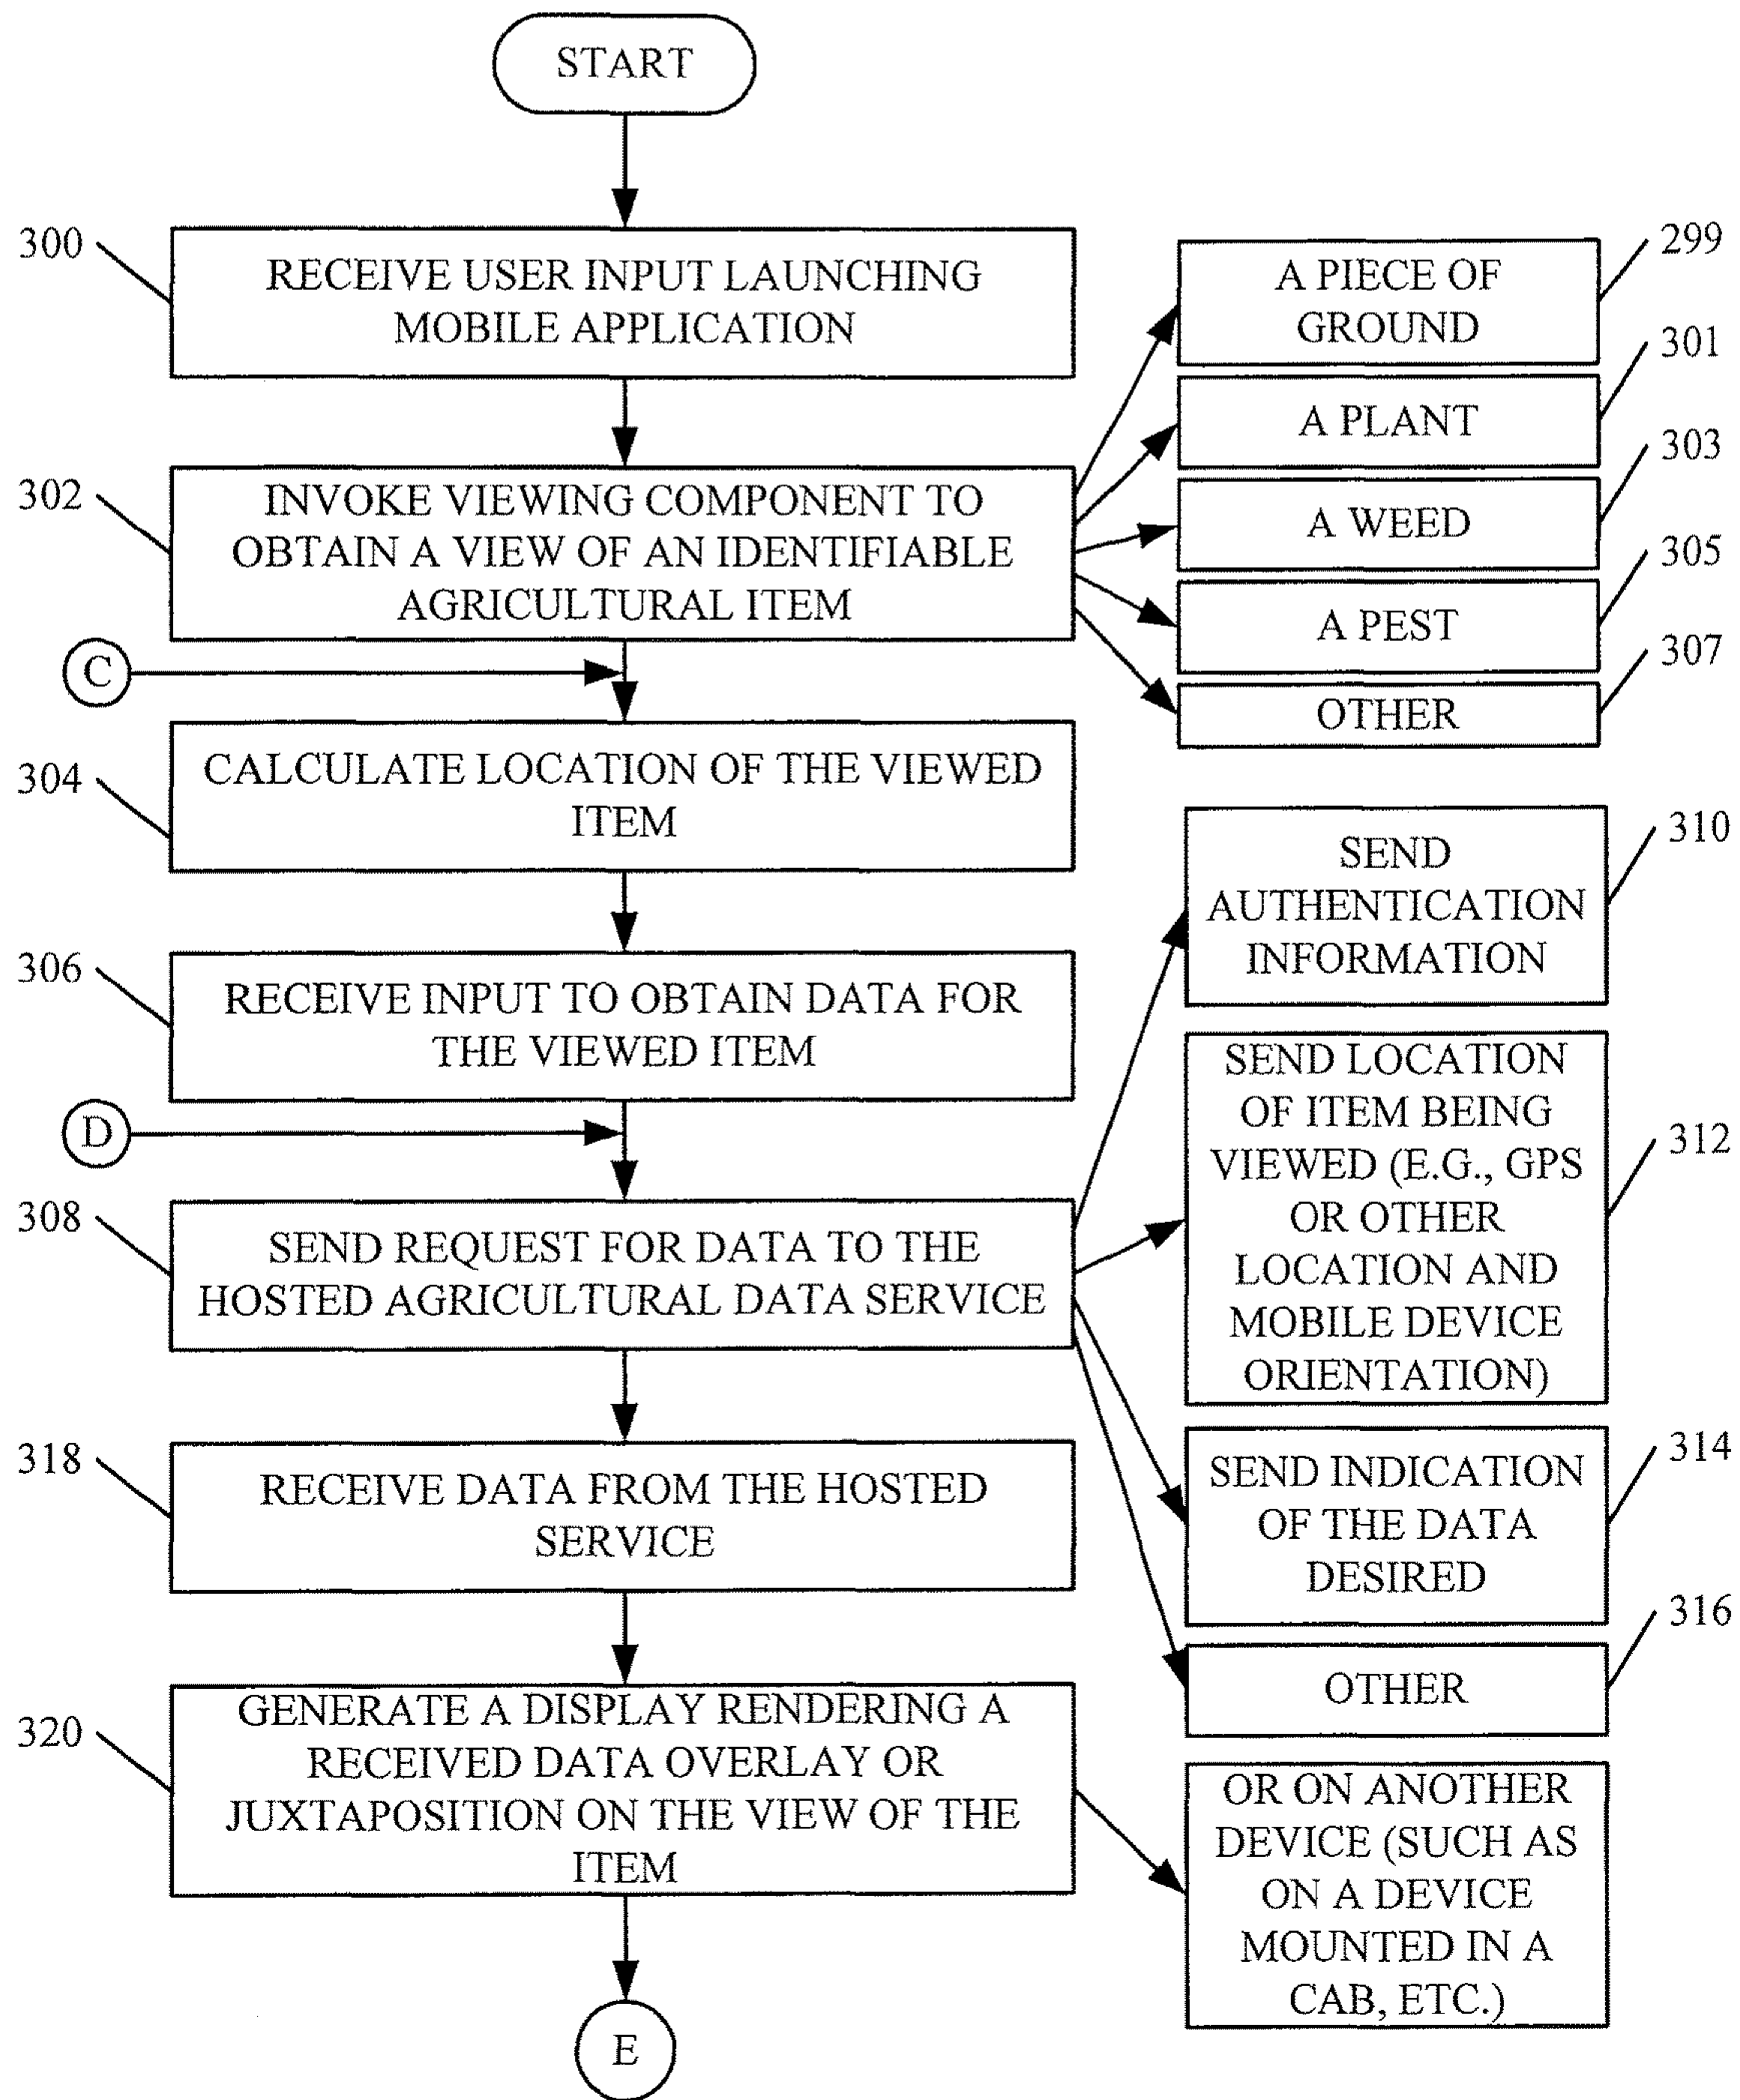 START
300
RECEIVE USER INPUT LAUNCHING
MOBILE APPLICATION
299
A PIECE OF
GROUND
301
A PLANT
302
INVOKE VIEWING COMPONENT TO
OBTAIN A VIEW OF AN IDENTIFIABLE
AGRICULTURAL ITEM
303
A WEED
305
A PEST
307
OTHER
C
304
CALCULATE LOCATION OF THE VIEWED
ITEM
306
RECEIVE INPUT TO OBTAIN DATA FOR
THE VIEWED ITEM
D
308
SEND REQUEST FOR DATA TO THE
HOSTED AGRICULTURAL DATA SERVICE
310
SEND
AUTHENTICATION
INFORMATION
312
SEND LOCATION
OF ITEM BEING
VIEWED (E.G., GPS
OR OTHER
LOCATION AND
MOBILE DEVICE
ORIENTATION)
314
SEND INDICATION
OF THE DATA
DESIRED
316
OTHER
318
RECEIVE DATA FROM THE HOSTED
SERVICE
320
GENERATE A DISPLAY RENDERING A
RECEIVED DATA OVERLAY OR
JUXTAPOSITION ON THE VIEW OF THE
ITEM
OR ON ANOTHER
DEVICE (SUCH AS
ON A DEVICE
MOUNTED IN A
CAB, ETC.)
E